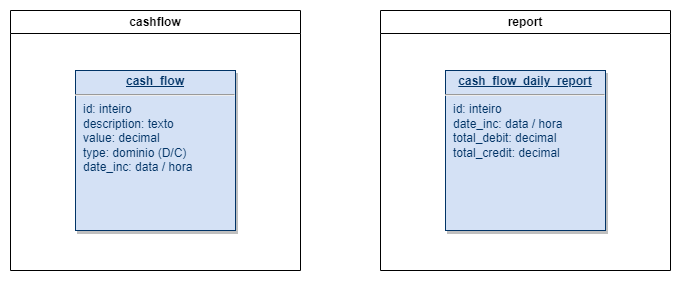 cashflow
cash_flow
id: inteiro
description: texto
value: decimal
type: dominio (D/C)
date_inc: data / hora
report
cash_flow_daily_report
id: inteiro
date_inc: data / hora
total_debit: decimal
total_credit: decimal